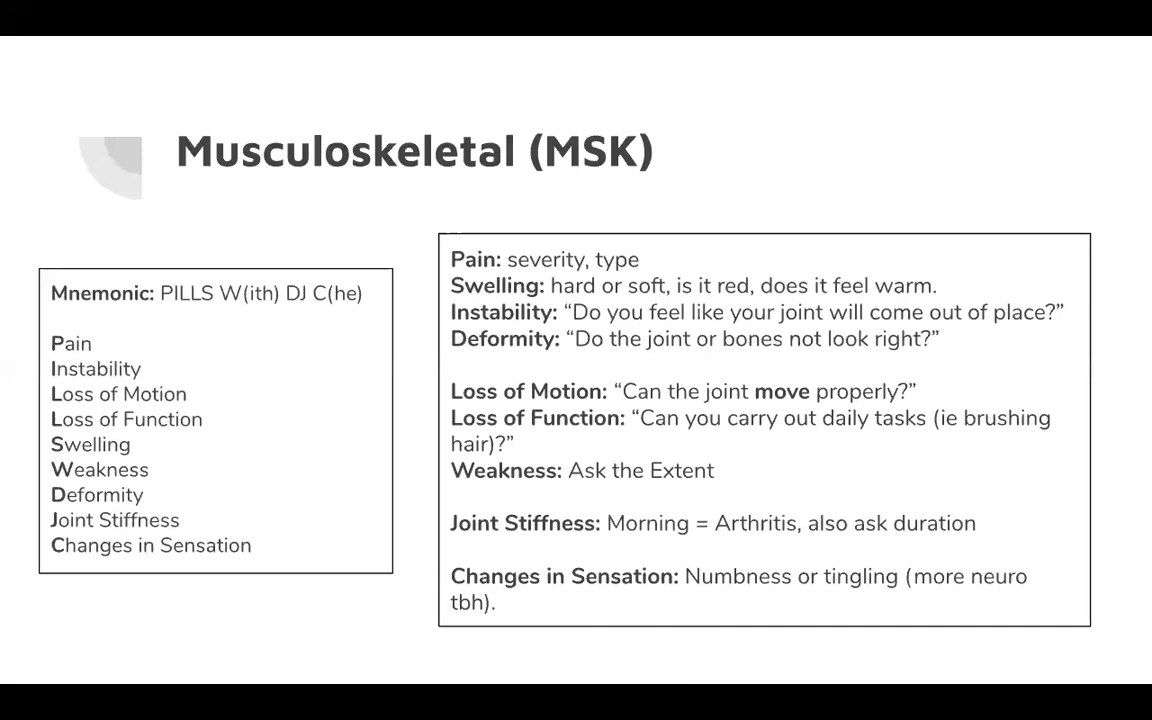 Musculoskeletal (MSK)
Mnemonic: PILLS W(ith) DJ C(he)
Pain
Instability
Loss of Motion
Loss of Function
Swelling
Weakness
Deformity
Joint Stiffness
Changes in Sensation
Pain: severity, type
Swelling: hard or soft, is it red, does it feel warm.
Instability: “Do you feel like your joint will come out of place?”
Deformity: “Do the joint or bones not look right?”
Loss of Motion: “Can the joint move properly?”
Loss of Function: “Can you carry out daily tasks (ie brushing
hair)?”
Weakness: Ask the Extent
Joint Stiffness: Morning = Arthritis, also ask duration
Changes in Sensation: Numbness or tingling (more neuro
tbh).